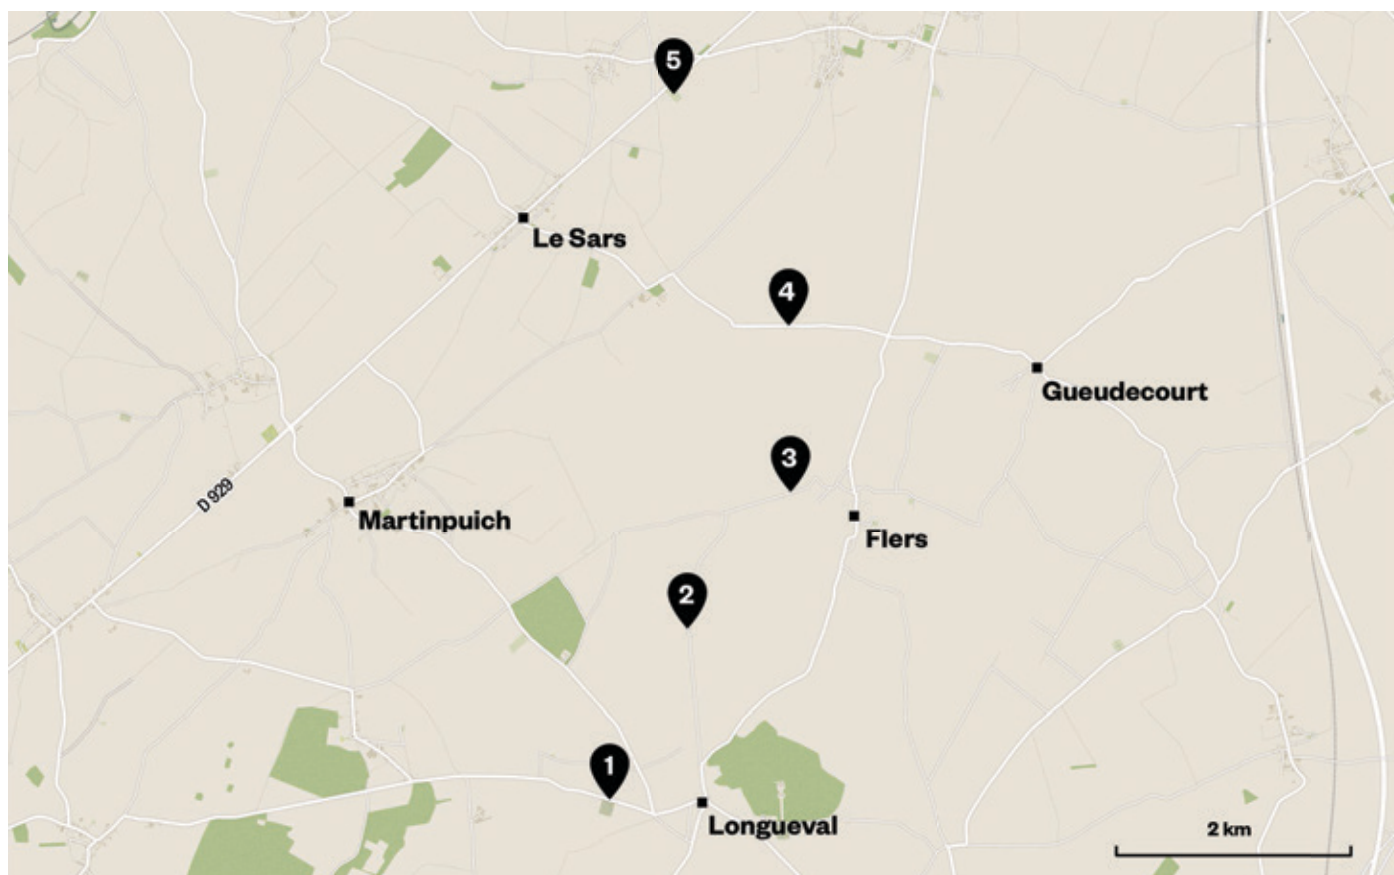 5
Le Sars
4
Gueudecourt
3
D 929
Martinpuich
Flers
2
1
Longueval
2 km